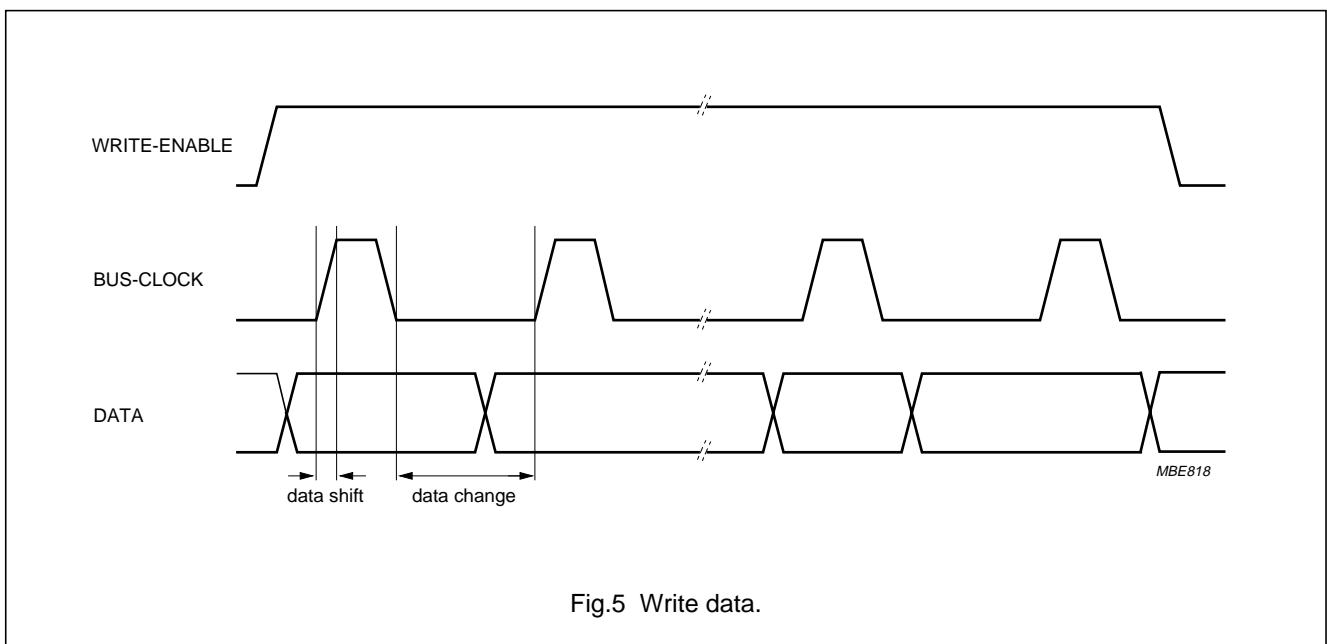 WRITE-ENABLE
BUS-CLOCK
DATA
MBE818
data shift
data change
Fig.5 Write data.